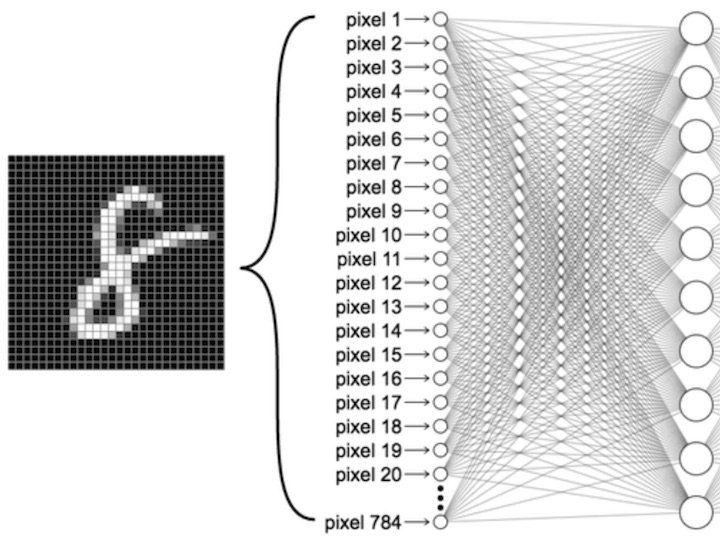 pixel 1
pixel 2
pixel 3
pixel 4
pixel 5
pixel 6
pixel 7
pixel 8
pixel 9
pixel 10
pixel 11
pixel 12
pixel 13
pixel 14
pixel 15
pixel 16
pixel 17
pixel 18
pixel 19
pixel 20
pixel 784